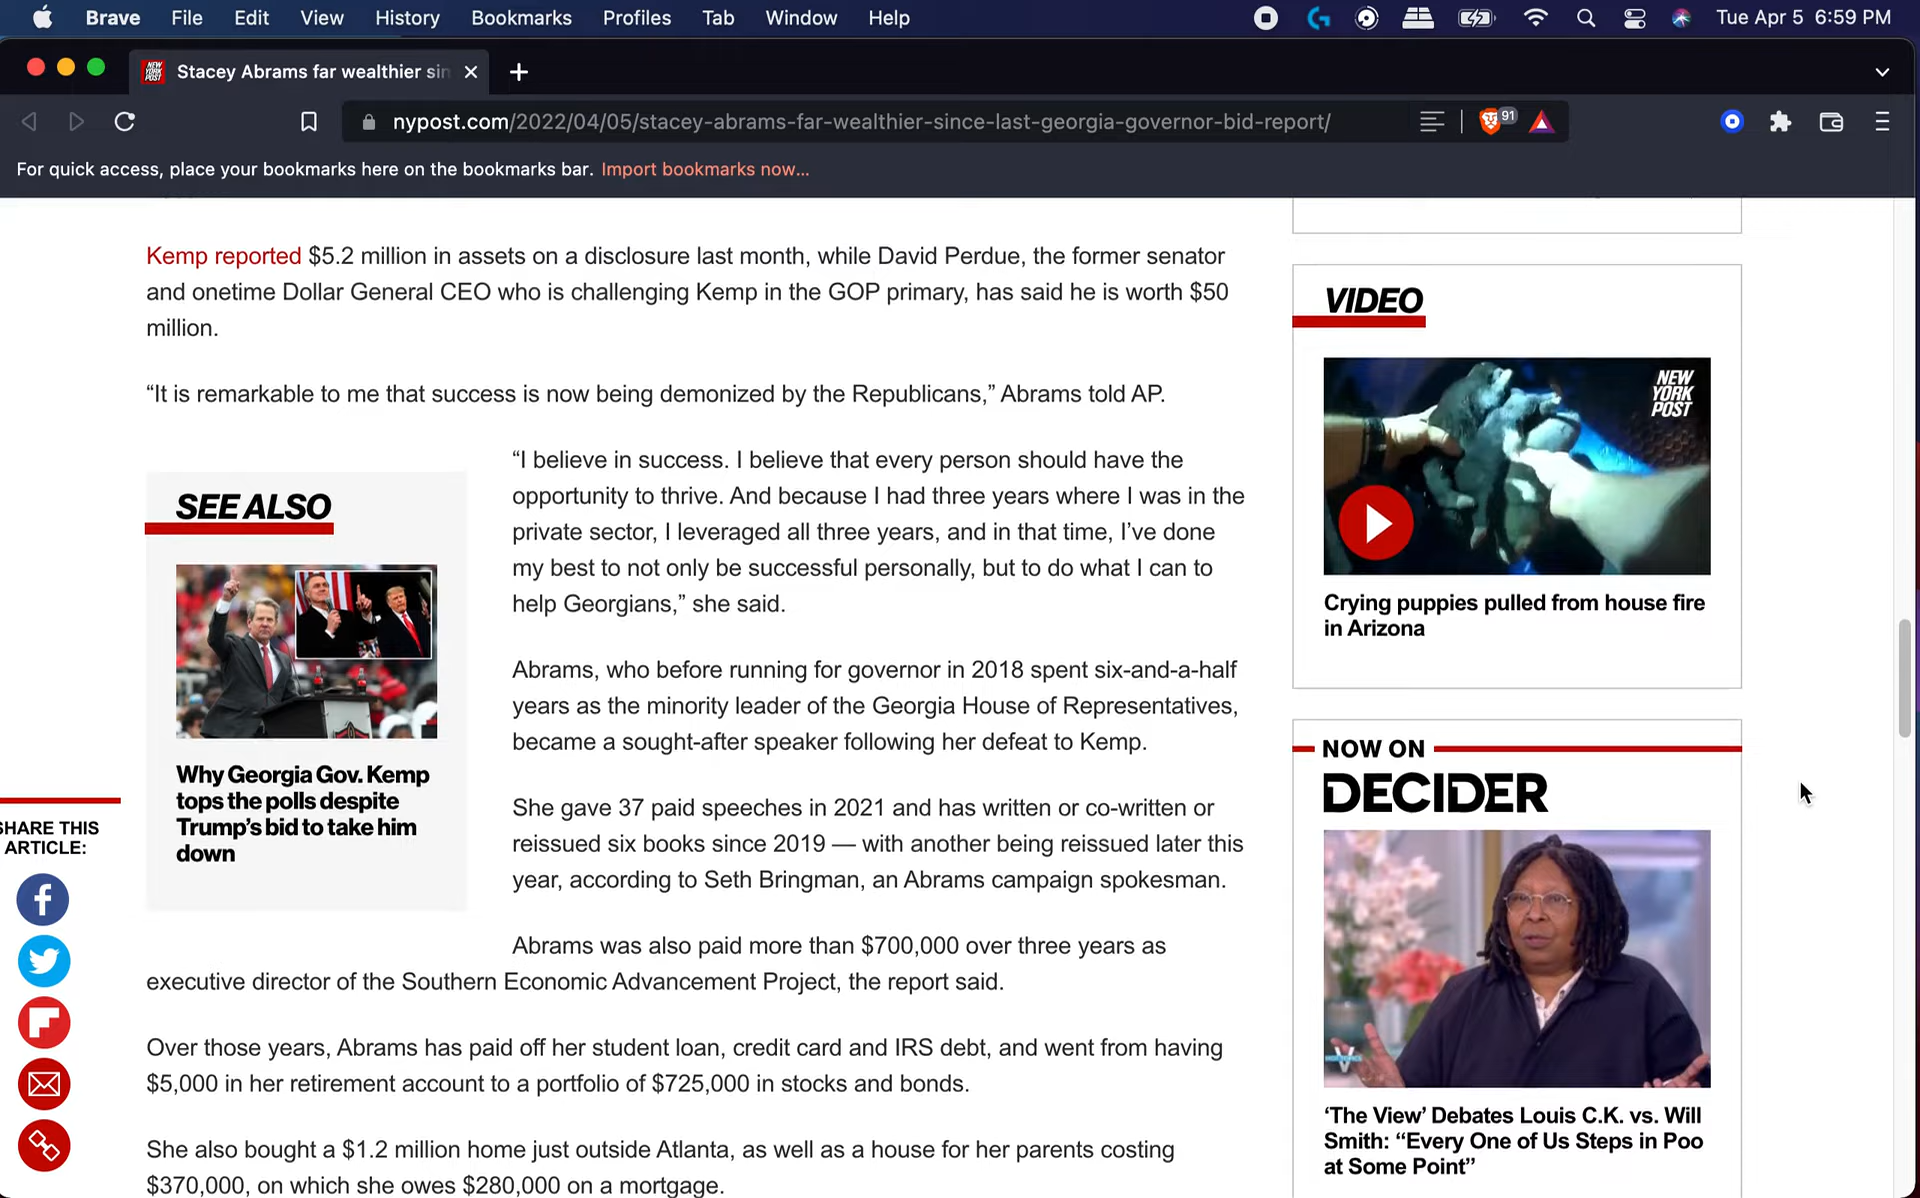 Brave File Edit View History Bookmarks Profiles Tab Window Help Tue Apr 5 6:59 PM
Stacey Abrams far wealthier sin
nypost.com/2022/04/05/stacey-abrams-far-wealthier-since-last-georgia-governor-bid-report/ 91
For quick access, place your bookmarks here on the bookmarks bar. Import bookmarks now...
Kemp reported $5.2 million in assets on a disclosure last month, while David Perdue, the former senator
and onetime Dollar General CEO who is challenging Kemp in the GOP primary, has said he is worth $50
million.
“It is remarkable to me that success is now being demonized by the Republicans,” Abrams told AP.
“I believe in success. I believe that every person should have the
opportunity to thrive. And because I had three years where I was in the
private sector, I leveraged all three years, and in that time, I’ve done
my best to not only be successful personally, but to do what I can to
help Georgians,” she said.
SEE ALSO
Why Georgia Gov. Kemp
tops the polls despite
Trump’s bid to take him
down
Abrams, who before running for governor in 2018 spent six-and-a-half
years as the minority leader of the Georgia House of Representatives,
became a sought-after speaker following her defeat to Kemp.
She gave 37 paid speeches in 2021 and has written or co-written or
reissued six books since 2019 — with another being reissued later this
year, according to Seth Bringman, an Abrams campaign spokesman.
Abrams was also paid more than $700,000 over three years as
executive director of the Southern Economic Advancement Project, the report said.
Over those years, Abrams has paid off her student loan, credit card and IRS debt, and went from having
$5,000 in her retirement account to a portfolio of $725,000 in stocks and bonds.
She also bought a $1.2 million home just outside Atlanta, as well as a house for her parents costing
$370,000, on which she owes $280,000 on a mortgage.
SHARE THIS
ARTICLE:
VIDEO
NEW
YORK
POST
Crying puppies pulled from house fire
in Arizona
NOW ON
DECIDER
‘The View’ Debates Louis C.K. vs. Will
Smith: “Every One of Us Steps in Poo
at Some Point”